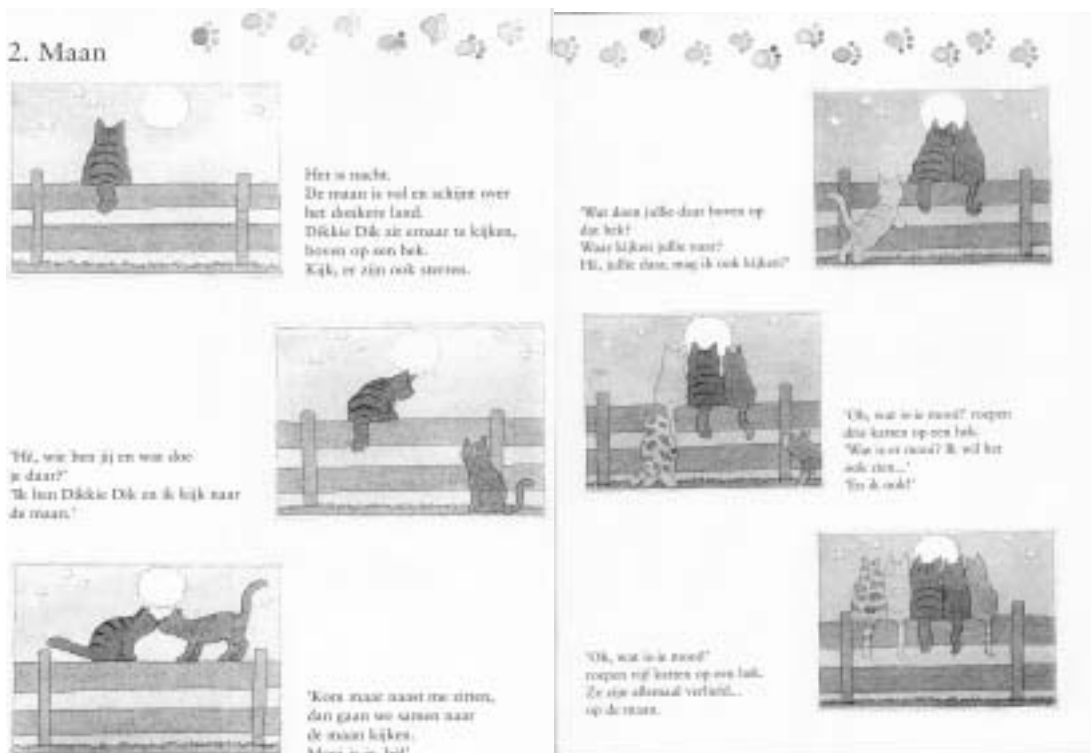 2. Maan
Het is nacht.
De maan is vol en schijnt over
het donkere land.
Dikkie Dik zit ernaar te kijken,
boven op een hek.
Kijk, er zijn ook sterren.
'Hé, wie ben jij en wat doe
je daar?'
'Ik ben Dikkie Dik en ik kijk naar
de maan.'
'Kom maar naast me zitten,
dan gaan we samen naar
de maan kijken.
Mooi is-ie, hè?'
'Wat doen jullie daar boven op
dat hek?
Waar kijken jullie naar?
Hé, jullie daar, mag ik ook kijken?'
'Oh, wat is-ie mooi!' roepen
drie katten op een hek.
'Wat is er mooi? Ik wil het
ook zien...'
'En ik ook!'
'Oh, wat is-ie mooi!'
roepen vijf katten op een hek.
Ze zijn allemaal verliefd...
op de maan.